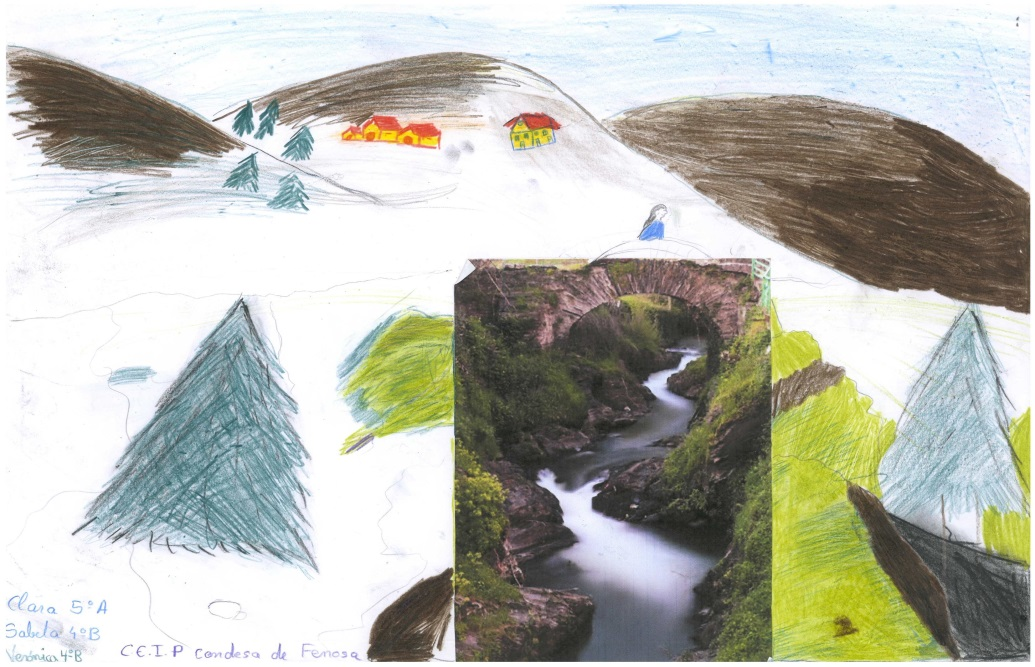 Clara 5ºA
Sabela 4ºB
Verónica 4ºB
C.E.I.P Condesa de Fenosa